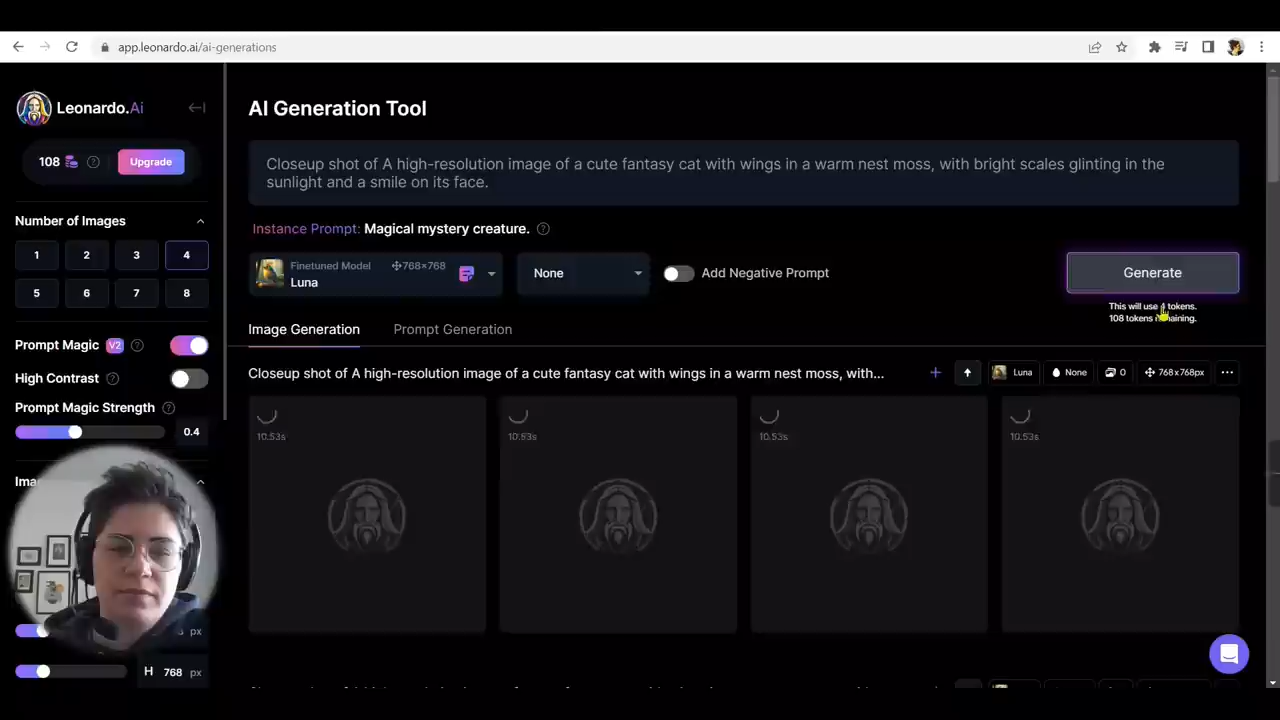 app.leonardo.ai/ai-generations
Leonardo.Ai
108
Upgrade
Number of Images
1 2 3 4
5 6 7 8
Prompt Magic V2
High Contrast
Prompt Magic Strength
0.4
px
H 768 px
AI Generation Tool
Closeup shot of A high-resolution image of a cute fantasy cat with wings in a warm nest moss, with bright scales glinting in the
sunlight and a smile on its face.
Instance Prompt: Magical mystery creature.
Finetuned Model 768×768
Luna
None
Add Negative Prompt
Generate
This will use 4 tokens.
108 tokens remaining.
Image Generation Prompt Generation
Closeup shot of A high-resolution image of a cute fantasy cat with wings in a warm nest moss, with... Luna None 0 768x768px
10.53s 10.53s 10.53s 10.53s